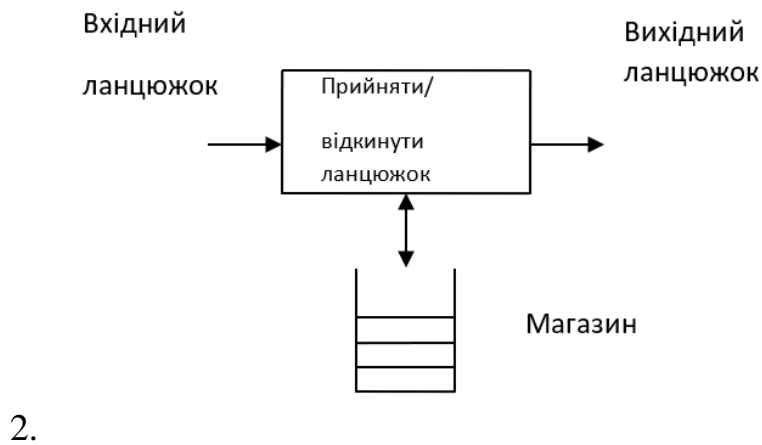 Вхідний
ланцюжок
Прийняти/
відкинути
ланцюжок
Вихідний
ланцюжок
Магазин
2.